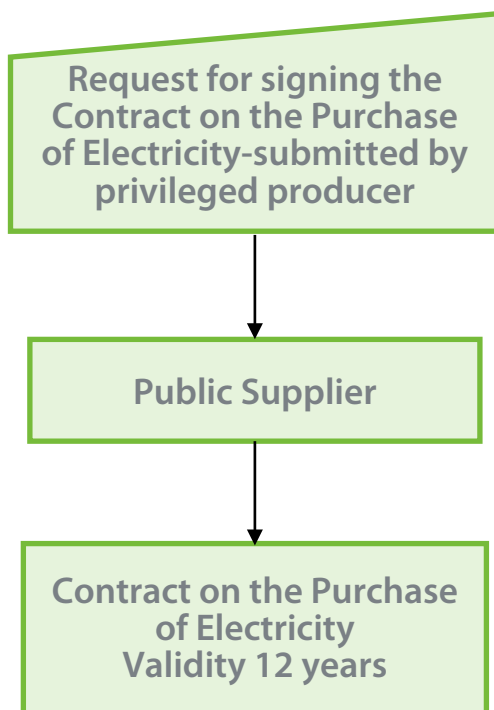 Request for signing the
Contract on the Purchase
of Electricity-submitted by
privileged producer
Public Supplier
Contract on the Purchase
of Electricity
Validity 12 years